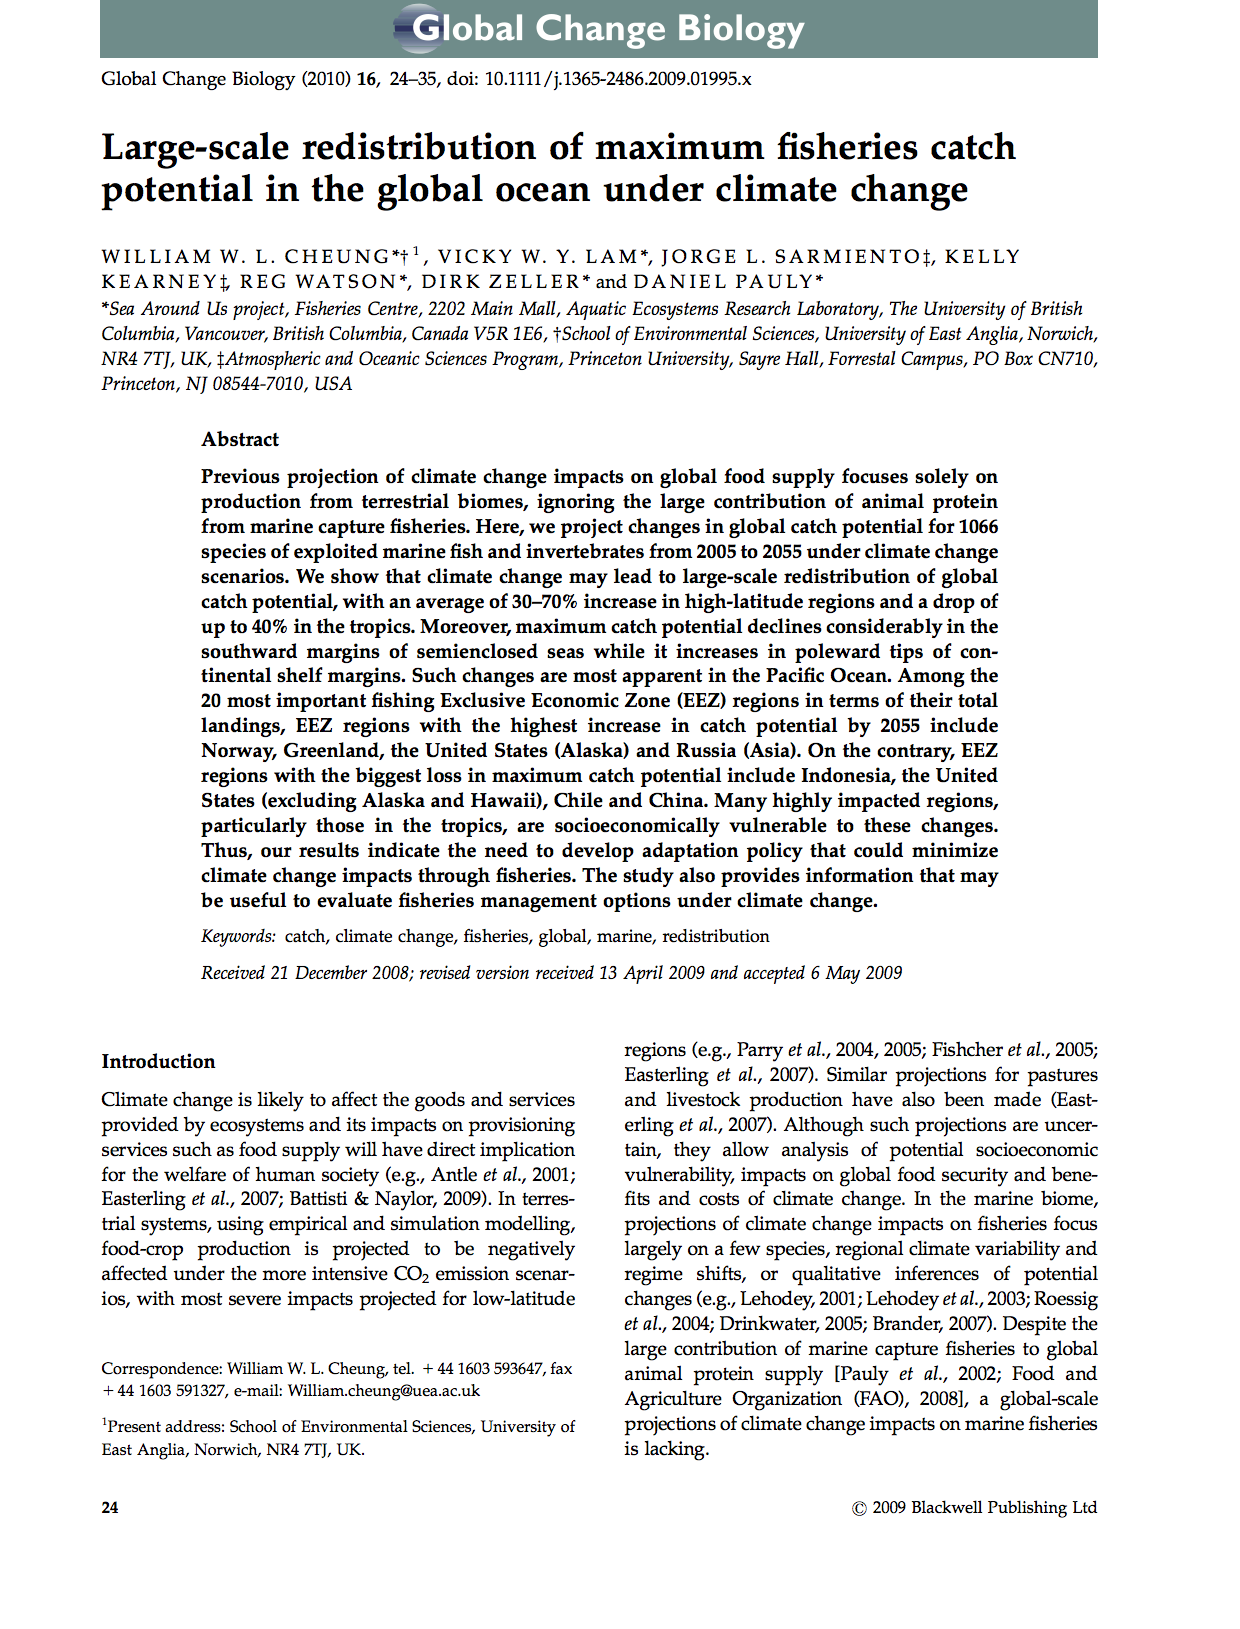 Global Change Biology
Global Change Biology (2010) 16, 24–35, doi: 10.1111/j.1365-2486.2009.01995.x
Large-scale redistribution of maximum fisheries catch
potential in the global ocean under climate change
WILLIAM W. L. CHEUNG*†1, VICKY W. Y. LAM*, JORGE L. SARMIENTO‡, KELLY
KEARNEY‡, REG WATSON*, DIRK ZELLER* and DANIEL PAULY*
*Sea Around Us project, Fisheries Centre, 2202 Main Mall, Aquatic Ecosystems Research Laboratory, The University of British
Columbia, Vancouver, British Columbia, Canada V5R 1E6, †School of Environmental Sciences, University of East Anglia, Norwich,
NR4 7TJ, UK, ‡Atmospheric and Oceanic Sciences Program, Princeton University, Sayre Hall, Forrestal Campus, PO Box CN710,
Princeton, NJ 08544-7010, USA
Abstract
Previous projection of climate change impacts on global food supply focuses solely on
production from terrestrial biomes, ignoring the large contribution of animal protein
from marine capture fisheries. Here, we project changes in global catch potential for 1066
species of exploited marine fish and invertebrates from 2005 to 2055 under climate change
scenarios. We show that climate change may lead to large-scale redistribution of global
catch potential, with an average of 30–70% increase in high-latitude regions and a drop of
up to 40% in the tropics. Moreover, maximum catch potential declines considerably in the
southward margins of semienclosed seas while it increases in poleward tips of con-
tinental shelf margins. Such changes are most apparent in the Pacific Ocean. Among the
20 most important fishing Exclusive Economic Zone (EEZ) regions in terms of their total
landings, EEZ regions with the highest increase in catch potential by 2055 include
Norway, Greenland, the United States (Alaska) and Russia (Asia). On the contrary, EEZ
regions with the biggest loss in maximum catch potential include Indonesia, the United
States (excluding Alaska and Hawaii), Chile and China. Many highly impacted regions,
particularly those in the tropics, are socioeconomically vulnerable to these changes.
Thus, our results indicate the need to develop adaptation policy that could minimize
climate change impacts through fisheries. The study also provides information that may
be useful to evaluate fisheries management options under climate change.
Keywords: catch, climate change, fisheries, global, marine, redistribution
Received 21 December 2008; revised version received 13 April 2009 and accepted 6 May 2009
Introduction
Climate change is likely to affect the goods and services
provided by ecosystems and its impacts on provisioning
services such as food supply will have direct implication
for the welfare of human society (e.g., Antle et al., 2001;
Easterling et al., 2007; Battisti & Naylor, 2009). In terres-
trial systems, using empirical and simulation modelling,
food-crop production is projected to be negatively
affected under the more intensive CO2 emission scenar-
ios, with most severe impacts projected for low-latitude
Correspondence: William W. L. Cheung, tel. +44 1603 593647, fax
+44 1603 591327, e-mail: William.cheung@uea.ac.uk
1Present address: School of Environmental Sciences, University of
East Anglia, Norwich, NR4 7TJ, UK.
regions (e.g., Parry et al., 2004, 2005; Fishcher et al., 2005;
Easterling et al., 2007). Similar projections for pastures
and livestock production have also been made (East-
erling et al., 2007). Although such projections are uncer-
tain, they allow analysis of potential socioeconomic
vulnerability, impacts on global food security and bene-
fits and costs of climate change. In the marine biome,
projections of climate change impacts on fisheries focus
largely on a few species, regional climate variability and
regime shifts, or qualitative inferences of potential
changes (e.g., Lehodey, 2001; Lehodey et al., 2003; Roessig
et al., 2004; Drinkwater, 2005; Brander, 2007). Despite the
large contribution of marine capture fisheries to global
animal protein supply [Pauly et al., 2002; Food and
Agriculture Organization (FAO), 2008], a global-scale
projections of climate change impacts on marine fisheries
is lacking.
24
© 2009 Blackwell Publishing Ltd